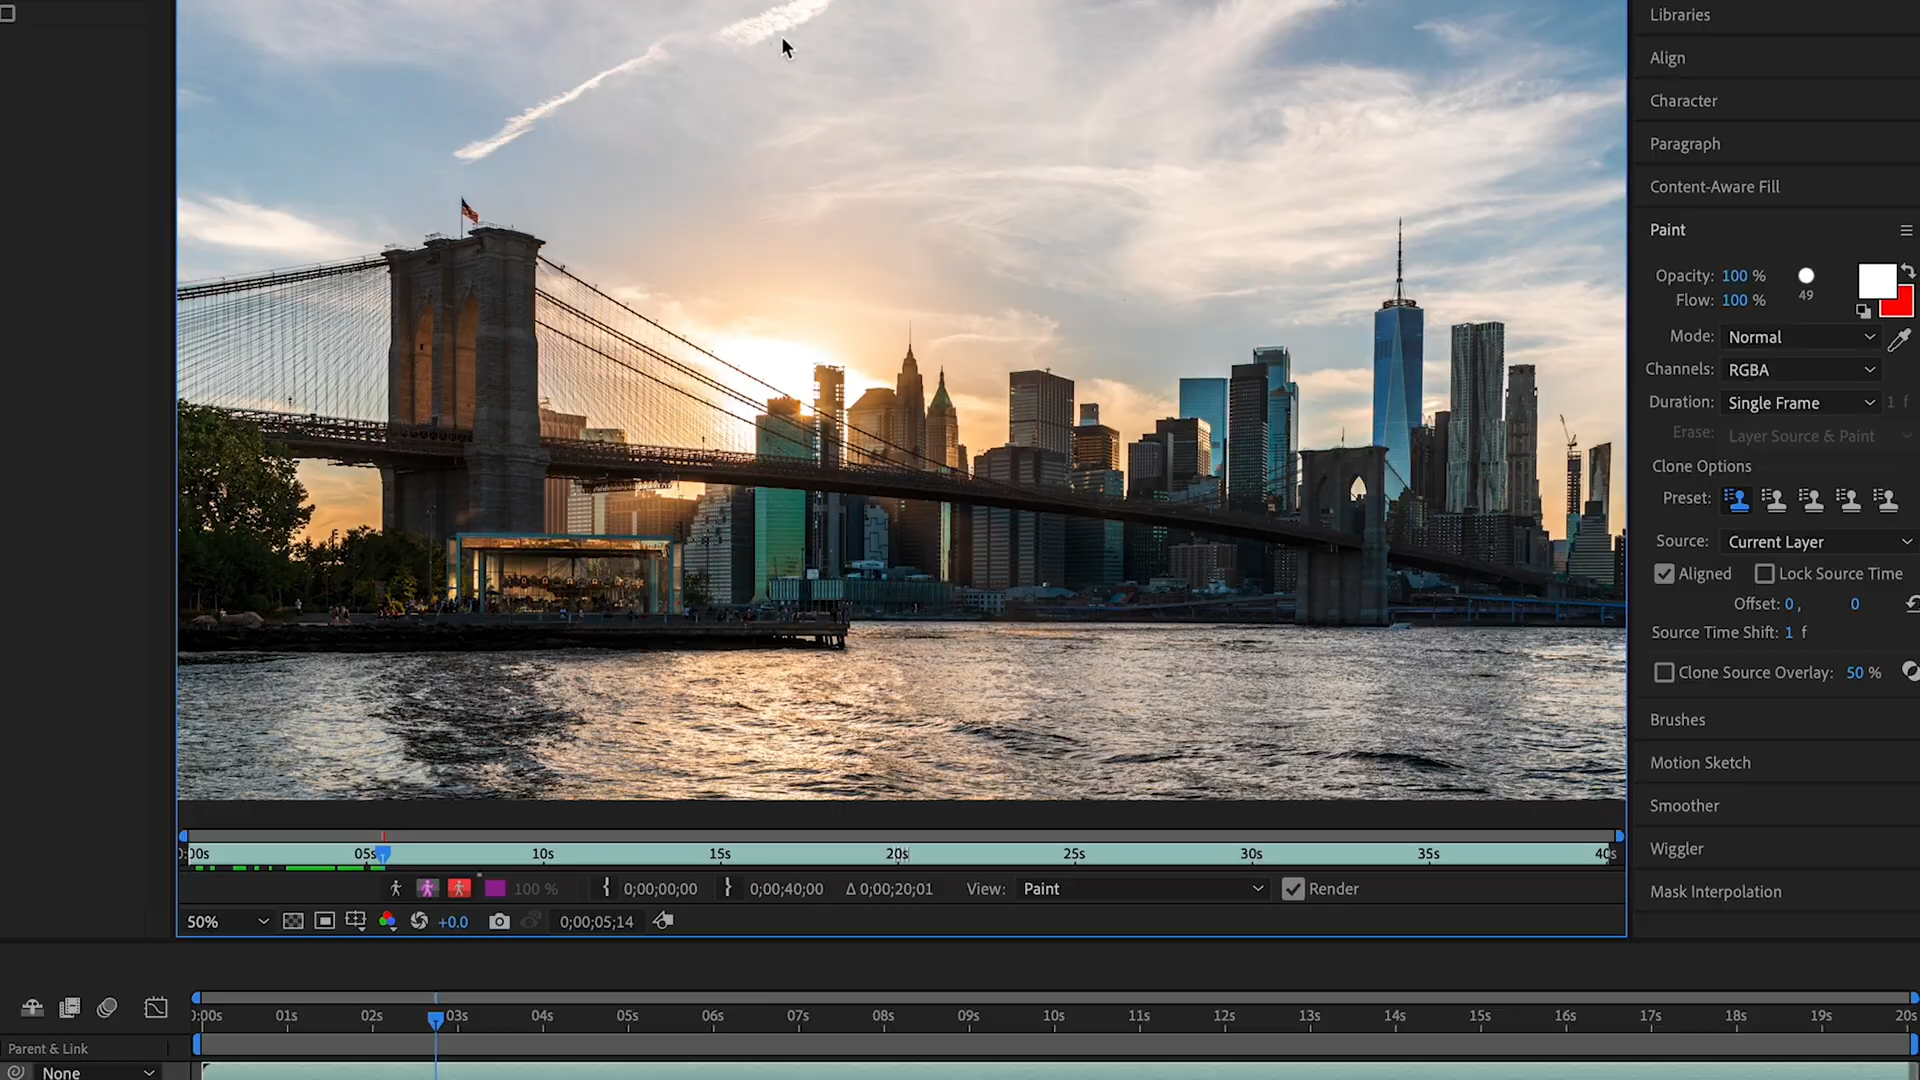 Libraries
Align
Character
Paragraph
Content-Aware Fill
Paint
Opacity: 100 %
Flow: 100 %
49
Mode: Normal
Channels: RGBA
Duration: Single Frame 1 f
Erase: Layer Source & Paint
Clone Options
Preset:
Source: Current Layer
Aligned Lock Source Time
Offset: 0 , 0
Source Time Shift: 1 f
Clone Source Overlay: 50 %
Brushes
Motion Sketch
Smoother
Wiggler
Mask Interpolation
:00s 05s 10s 15s 20s 25s 30s 35s 40s
100 % { 0;00;00;00 } 0;00;40;00 Δ 0;00;20;01 View: Paint Render
50% +0.0 0;00;05;14
:00s 01s 02s 03s 04s 05s 06s 07s 08s 09s 10s 11s 12s 13s 14s 15s 16s 17s 18s 19s 20s
Parent & Link
None